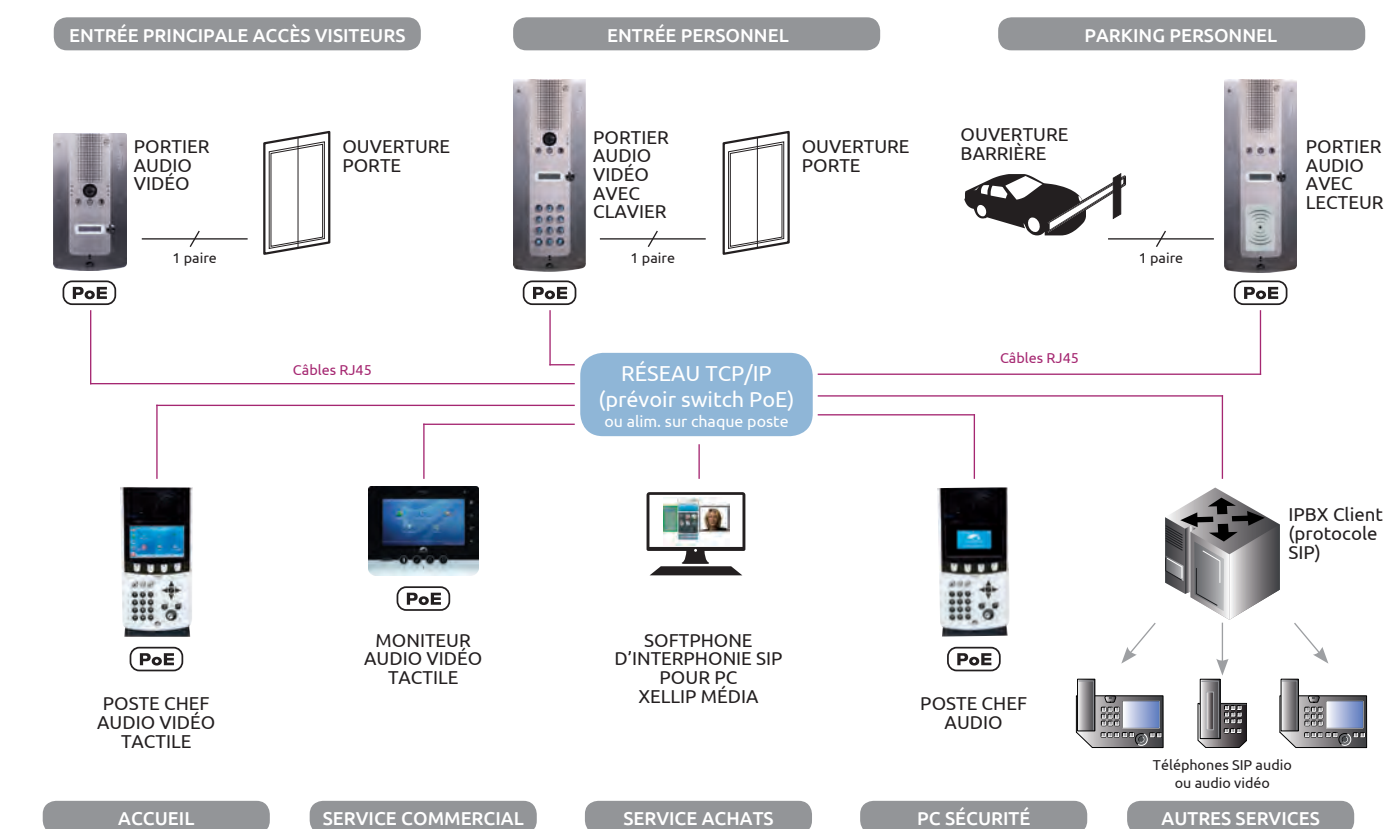 ENTRÉE PRINCIPALE ACCÈS VISITEURS
ENTRÉE PERSONNEL
PARKING PERSONNEL
PORTIER
AUDIO
VIDÉO
OUVERTURE
PORTE
1 paire
PoE
PORTIER
AUDIO
VIDÉO
AVEC
CLAVIER
OUVERTURE
PORTE
1 paire
PoE
OUVERTURE
BARRIÈRE
PORTIER
AUDIO
AVEC
LECTEUR
1 paire
PoE
Câbles RJ45
Câbles RJ45
RÉSEAU TCP/IP
(prévoir switch PoE)
ou alim. sur chaque poste
PoE
POSTE CHEF
AUDIO VIDÉO
TACTILE
PoE
MONITEUR
AUDIO VIDÉO
TACTILE
SOFTPHONE
D'INTERPHONIE SIP
POUR PC
XELLIP MÉDIA
PoE
POSTE CHEF
AUDIO
IPBX Client
(protocole
SIP)
Téléphones SIP audio
ou audio vidéo
ACCUEIL
SERVICE COMMERCIAL
SERVICE ACHATS
PC SÉCURITÉ
AUTRES SERVICES